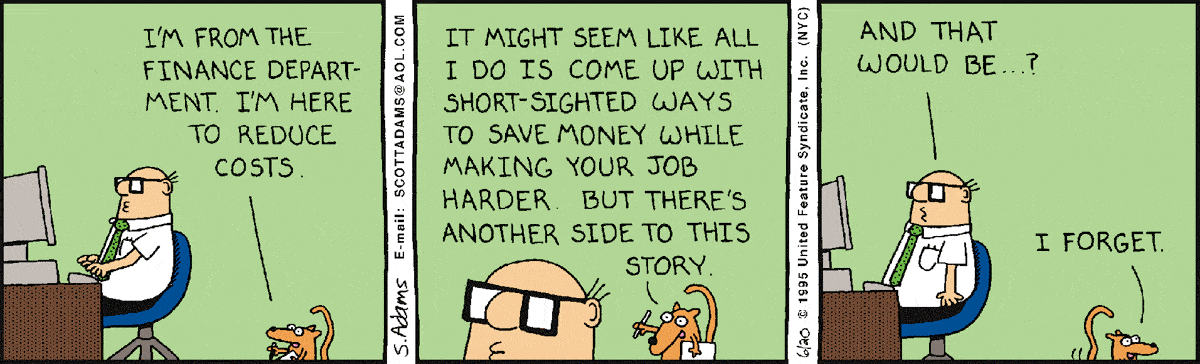 I'M FROM THE
FINANCE DEPART-
MENT. I'M HERE
TO REDUCE
COSTS.
S. Adams E-mail: SCOTTADAMS@AOL.COM
IT MIGHT SEEM LIKE ALL
I DO IS COME UP WITH
SHORT-SIGHTED WAYS
TO SAVE MONEY WHILE
MAKING YOUR JOB
HARDER. BUT THERE'S
ANOTHER SIDE TO THIS
STORY.
6/20 © 1995 United Feature Syndicate, Inc. (NYC)
AND THAT
WOULD BE...?
I FORGET.